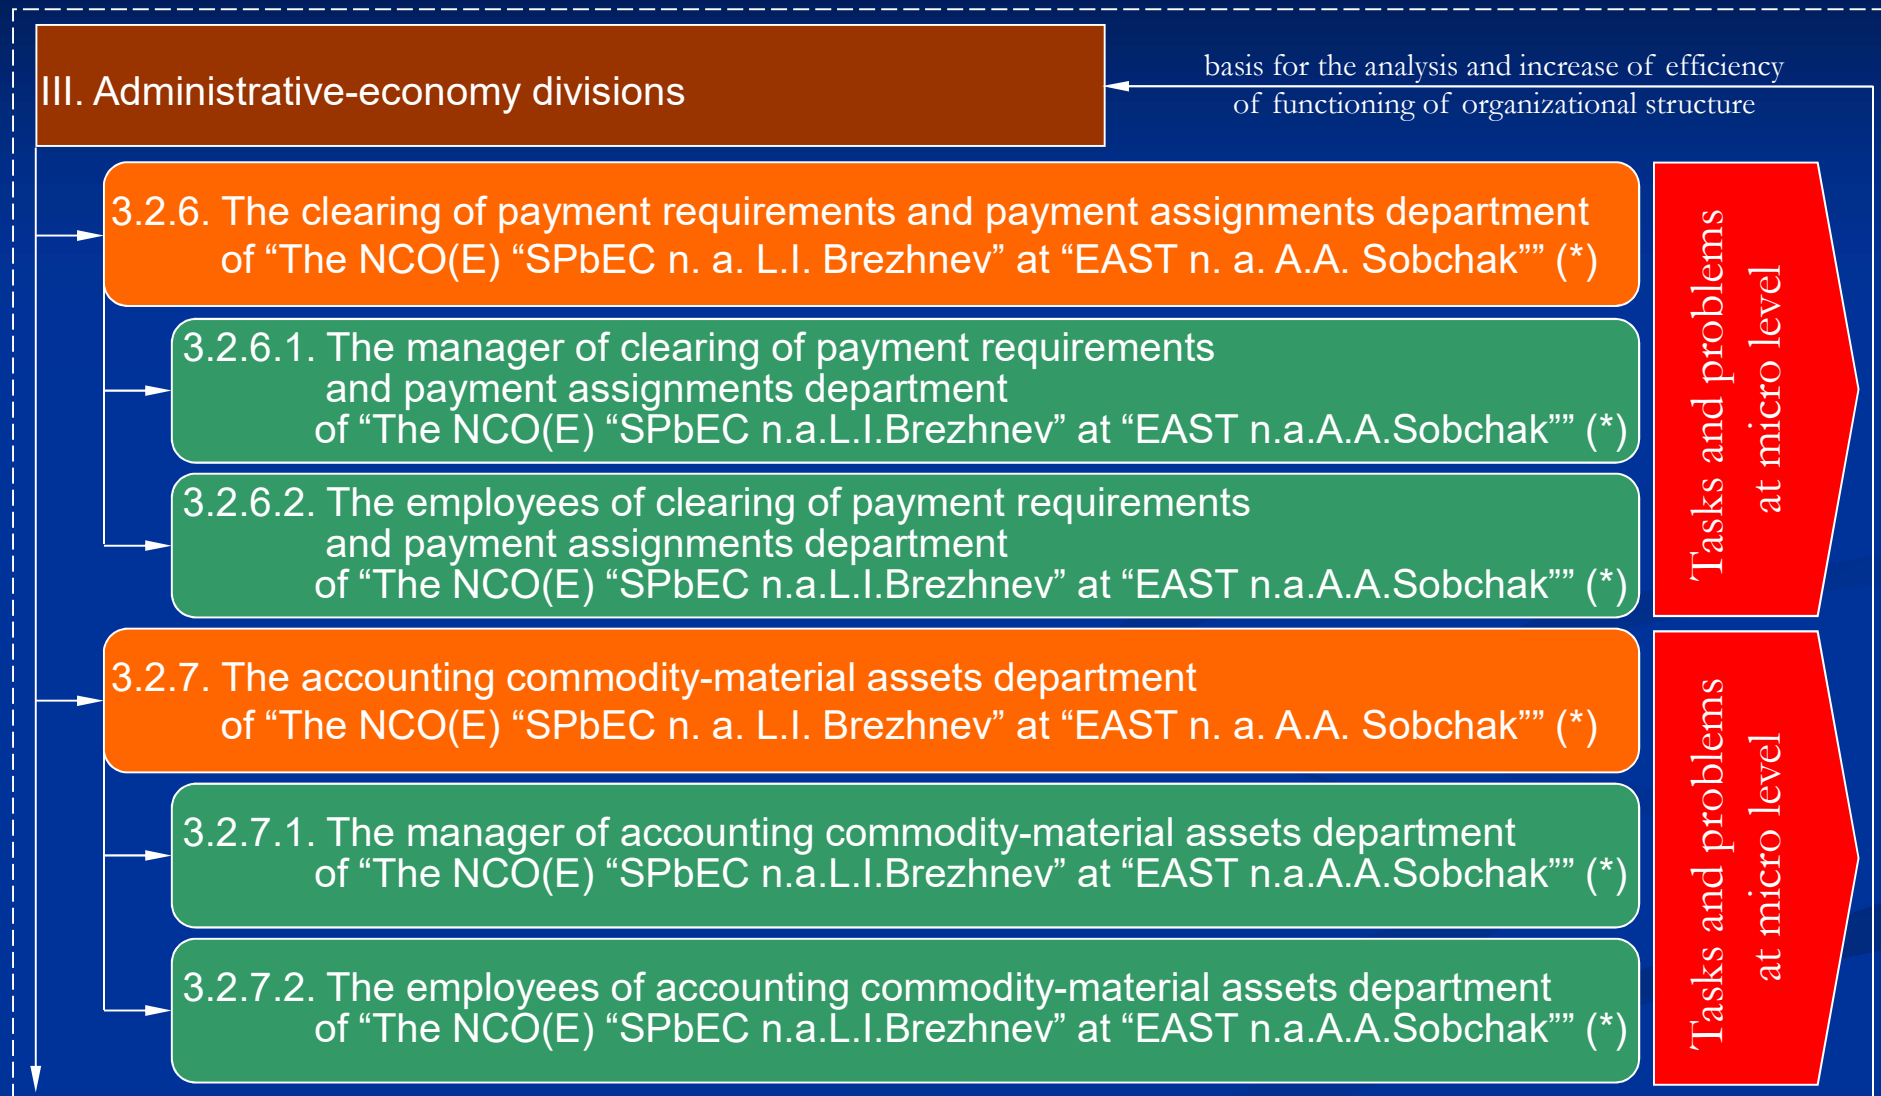 III. Administrative-economy divisions
basis for the analysis and increase of efficiency
of functioning of organizational structure
3.2.6. The clearing of payment requirements and payment assignments department
of “The NCO(E) “SPbEC n. a. L.I. Brezhnev” at “EAST n. a. A.A. Sobchak”” (*)
3.2.6.1. The manager of clearing of payment requirements
and payment assignments department
of “The NCO(E) “SPbEC n.a.L.I.Brezhnev” at “EAST n.a.A.A.Sobchak”” (*)
3.2.6.2. The employees of clearing of payment requirements
and payment assignments department
of “The NCO(E) “SPbEC n.a.L.I.Brezhnev” at “EAST n.a.A.A.Sobchak”” (*)
Tasks and problems
at micro level
3.2.7. The accounting commodity-material assets department
of “The NCO(E) “SPbEC n. a. L.I. Brezhnev” at “EAST n. a. A.A. Sobchak”” (*)
3.2.7.1. The manager of accounting commodity-material assets department
of “The NCO(E) “SPbEC n.a.L.I.Brezhnev” at “EAST n.a.A.A.Sobchak”” (*)
3.2.7.2. The employees of accounting commodity-material assets department
of “The NCO(E) “SPbEC n.a.L.I.Brezhnev” at “EAST n.a.A.A.Sobchak”” (*)
Tasks and problems
at micro level